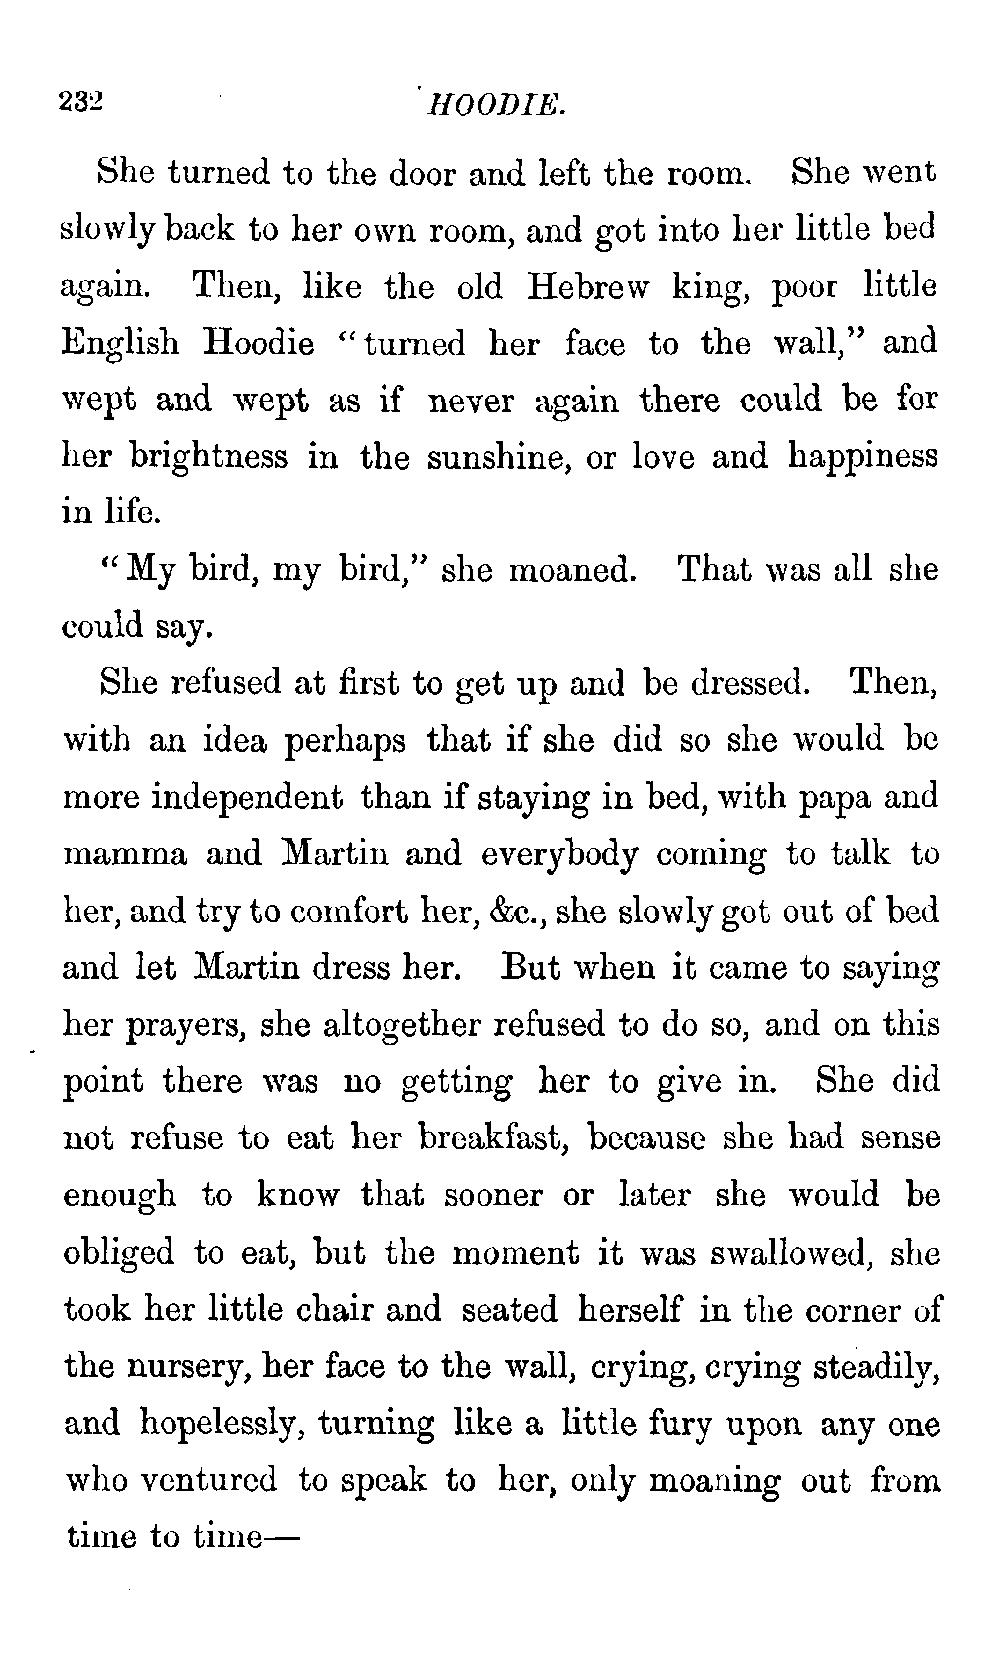 232 HOODIE.
She turned to the door and left the room. She went
slowly back to her own room, and got into her little bed
again. Then, like the old Hebrew king, poor little
English Hoodie “turned her face to the wall,” and
wept and wept as if never again there could be for
her brightness in the sunshine, or love and happiness
in life.
“My bird, my bird,” she moaned. That was all she
could say.
She refused at first to get up and be dressed. Then,
with an idea perhaps that if she did so she would be
more independent than if staying in bed, with papa and
mamma and Martin and everybody coming to talk to
her, and try to comfort her, &c., she slowly got out of bed
and let Martin dress her. But when it came to saying
her prayers, she altogether refused to do so, and on this
point there was no getting her to give in. She did
not refuse to eat her breakfast, because she had sense
enough to know that sooner or later she would be
obliged to eat, but the moment it was swallowed, she
took her little chair and seated herself in the corner of
the nursery, her face to the wall, crying, crying steadily,
and hopelessly, turning like a little fury upon any one
who ventured to speak to her, only moaning out from
time to time—